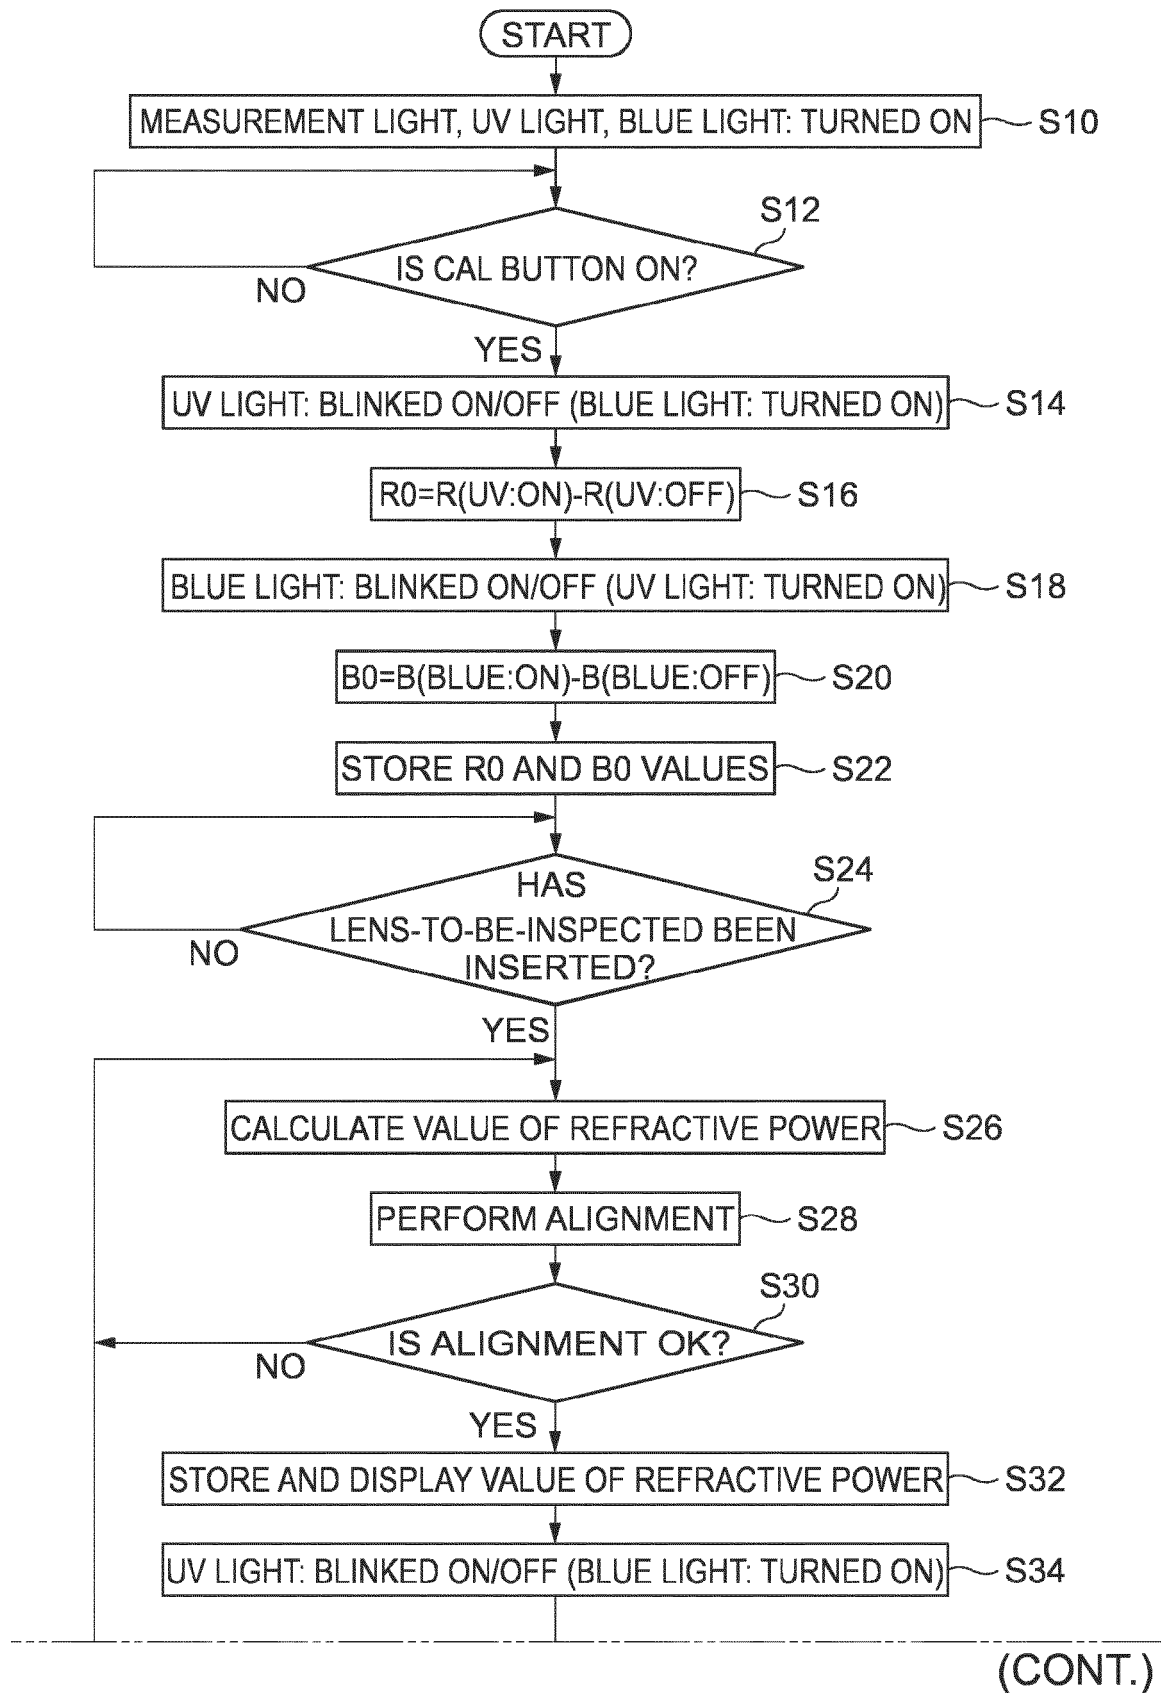 START
MEASUREMENT LIGHT, UV LIGHT, BLUE LIGHT: TURNED ON
S10
S12
IS CAL BUTTON ON?
NO
YES
UV LIGHT: BLINKED ON/OFF (BLUE LIGHT: TURNED ON)
S14
R0=R(UV:ON)-R(UV:OFF)
S16
BLUE LIGHT: BLINKED ON/OFF (UV LIGHT: TURNED ON)
S18
B0=B(BLUE:ON)-B(BLUE:OFF)
S20
STORE R0 AND B0 VALUES
S22
S24
HAS
LENS-TO-BE-INSPECTED BEEN
INSERTED?
NO
YES
CALCULATE VALUE OF REFRACTIVE POWER
S26
PERFORM ALIGNMENT
S28
S30
IS ALIGNMENT OK?
NO
YES
STORE AND DISPLAY VALUE OF REFRACTIVE POWER
S32
UV LIGHT: BLINKED ON/OFF (BLUE LIGHT: TURNED ON)
S34
(CONT.)